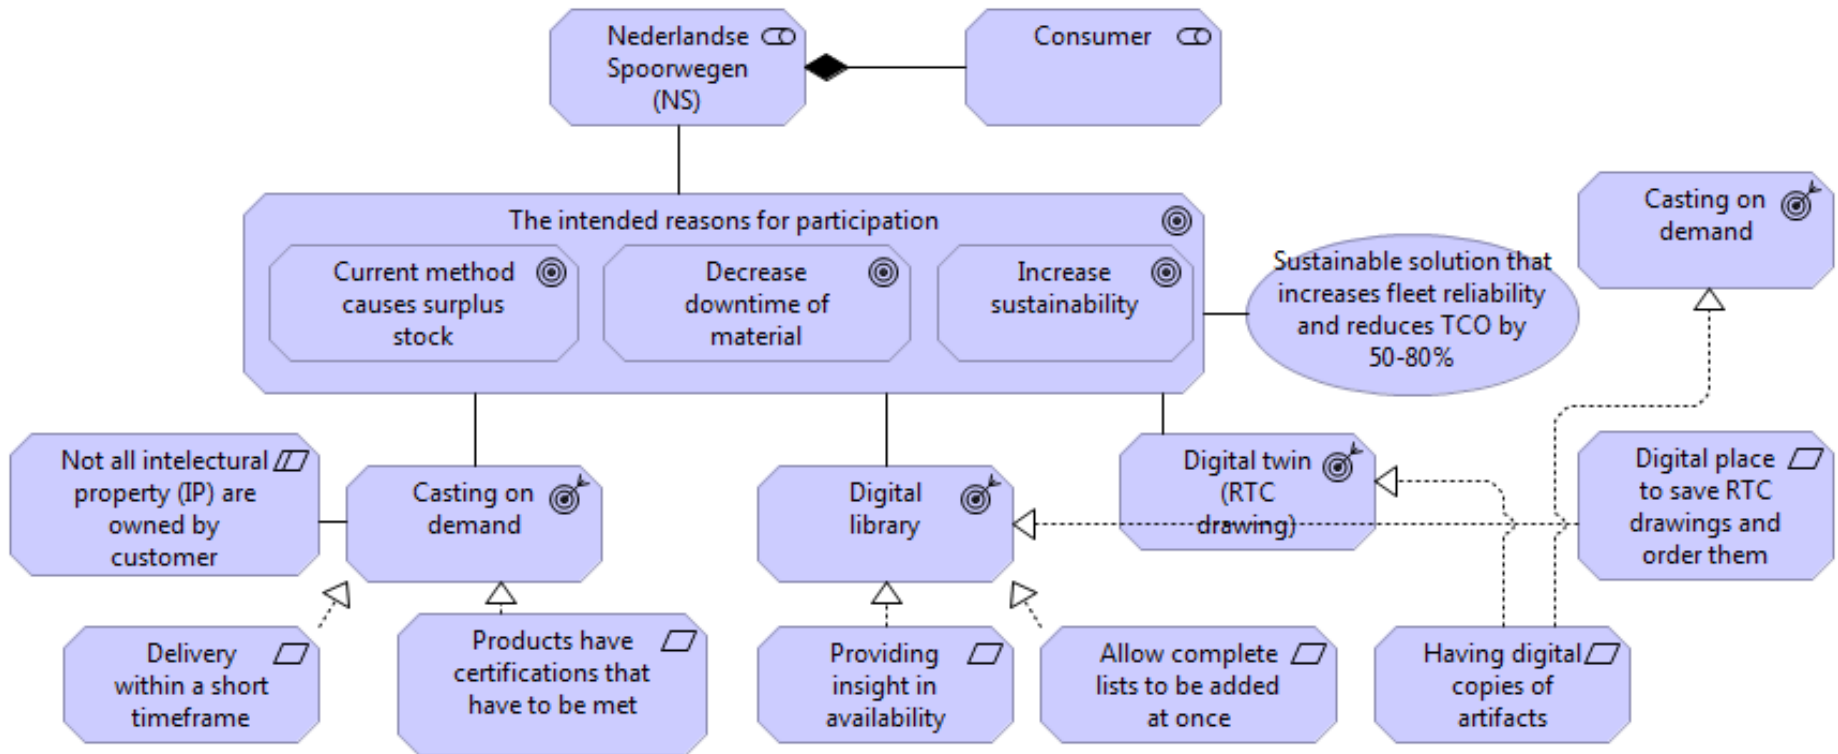 Nederlandse
Spoorwegen
(NS)
Consumer
The intended reasons for participation
Current method
causes surplus
stock
Decrease
downtime of
material
Increase
sustainability
Sustainable solution that
increases fleet reliability
and reduces TCO by
50-80%
Casting on
demand
Not all intelectural
property (IP) are
owned by
customer
Casting on
demand
Digital
library
Digital twin
(RTC
drawing)
Digital place
to save RTC
drawings and
order them
Delivery
within a short
timeframe
Products have
certifications that
have to be met
Providing
insight in
availability
Allow complete
lists to be added
at once
Having digital
copies of
artifacts